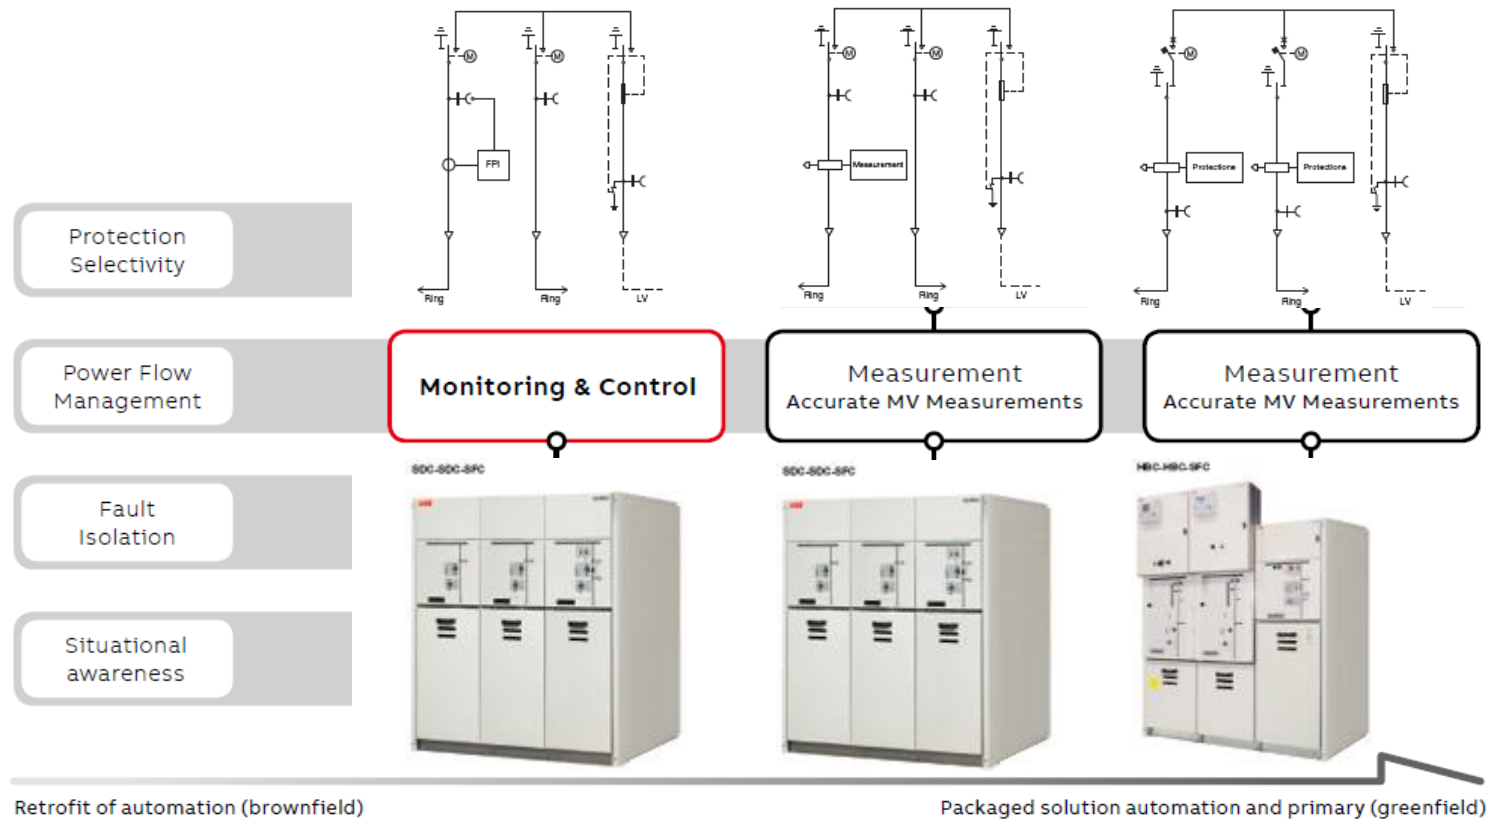 M
M
M
M
M
M
FPI
Measurement
Protections
Protections
Ring
Ring
LV
Ring
Ring
LV
Ring
Ring
LV
Protection
Selectivity
Power Flow
Management
Monitoring & Control
Measurement
Accurate MV Measurements
Measurement
Accurate MV Measurements
Fault
Isolation
SDC-SDC-SFC
SDC-SDC-SFC
HBC-HBC-SFC
ABB
ABB
Situational
awareness
Retrofit of automation (brownfield)
Packaged solution automation and primary (greenfield)